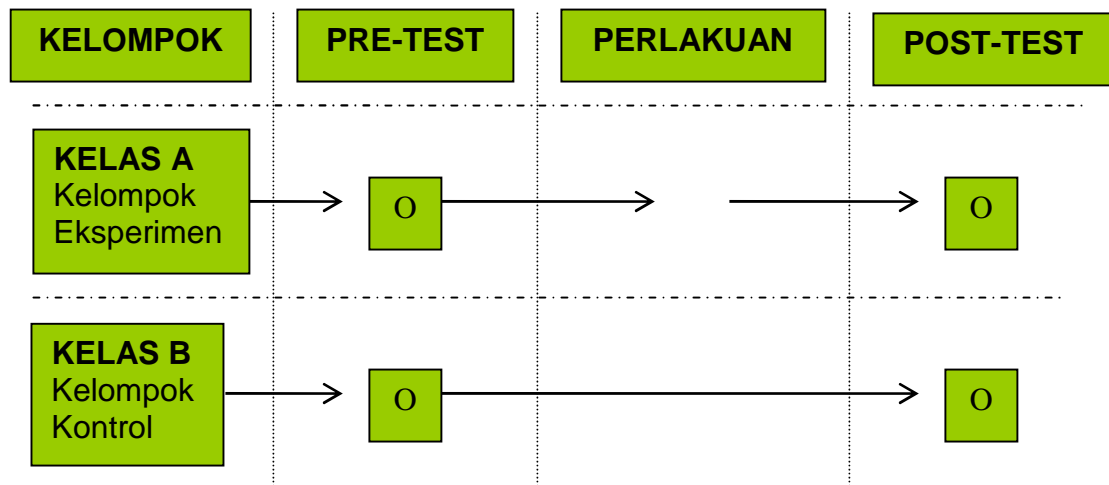 KELOMPOK
PRE-TEST
PERLAKUAN
POST-TEST
KELAS A
Kelompok
Eksperimen
O
O
KELAS B
Kelompok
Kontrol
O
O